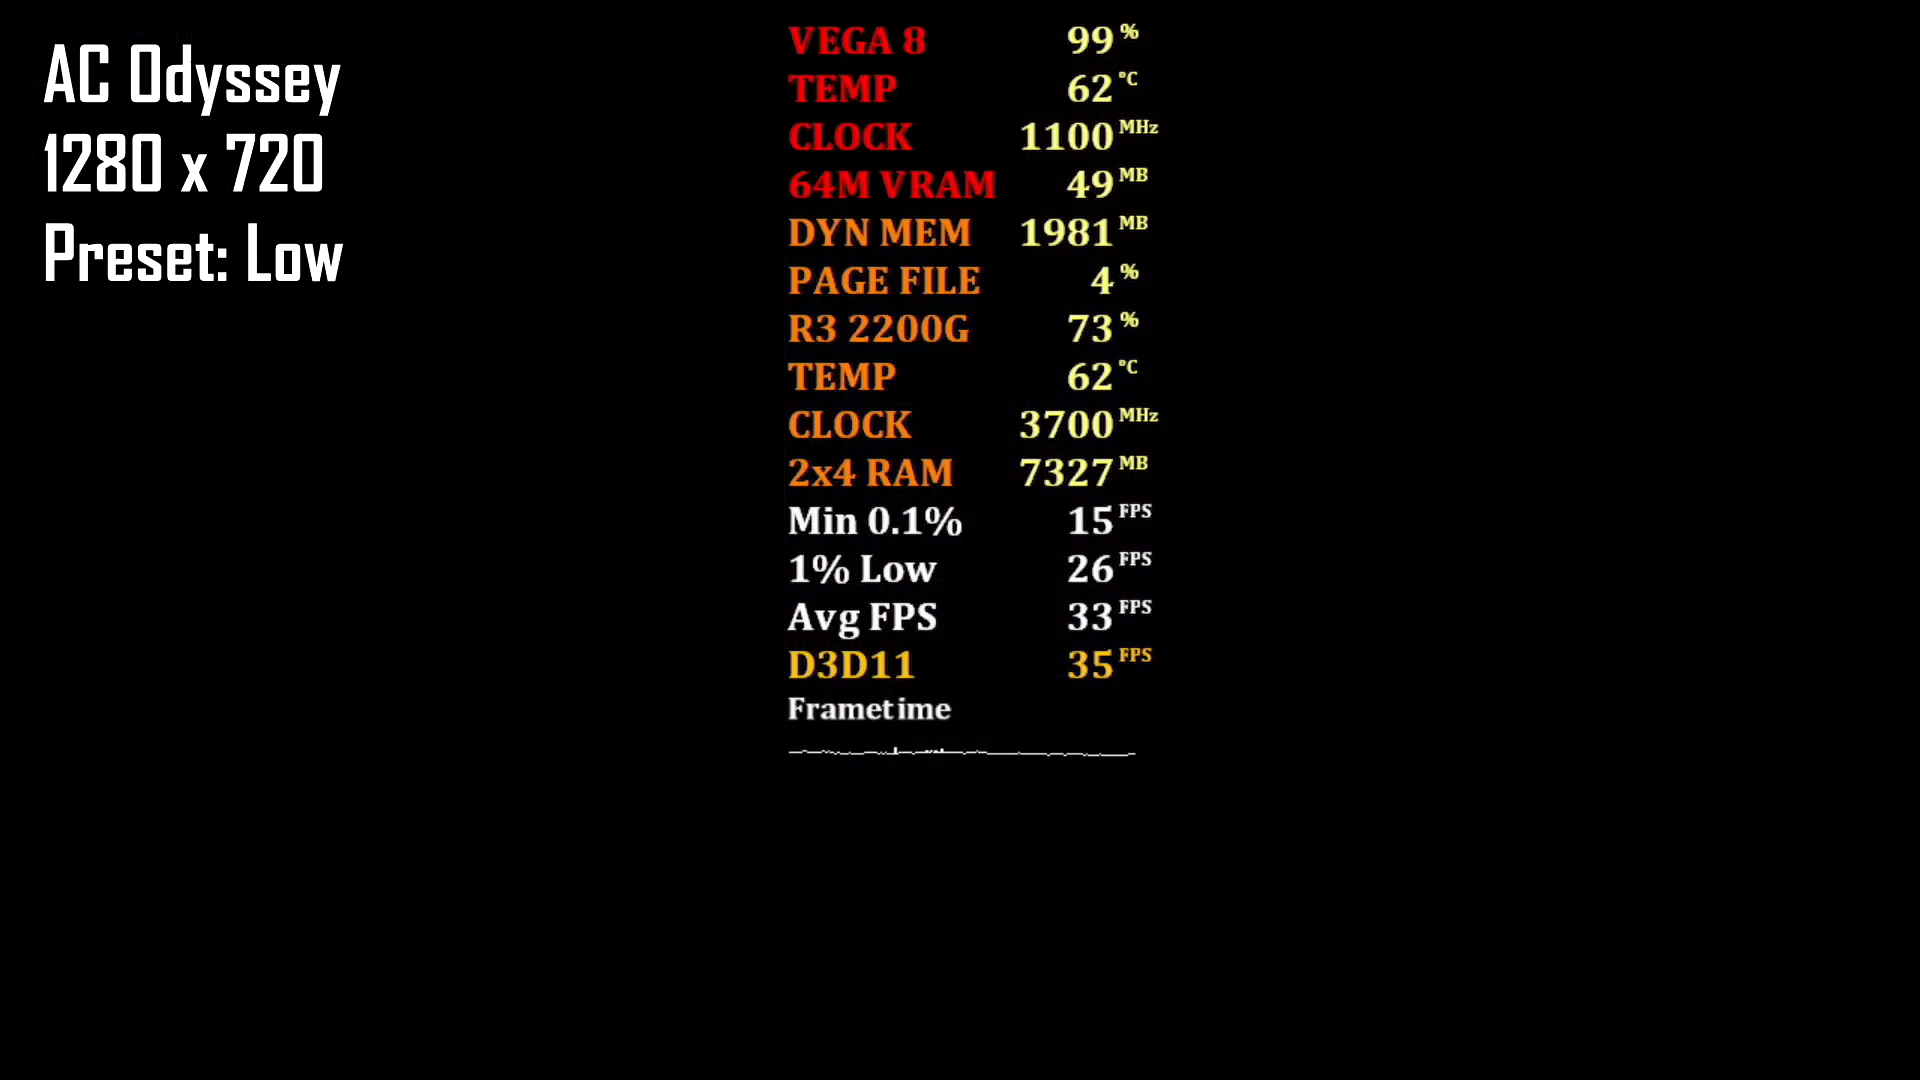 AC Odyssey
1280 x 720
Preset: Low
VEGA 8 99 %
TEMP 62 °C
CLOCK 1100 MHz
64M VRAM 49 MB
DYN MEM 1981 MB
PAGE FILE 4 %
R3 2200G 73 %
TEMP 62 °C
CLOCK 3700 MHz
2x4 RAM 7327 MB
Min 0.1% 15 FPS
1% Low 26 FPS
Avg FPS 33 FPS
D3D11 35 FPS
Frametime